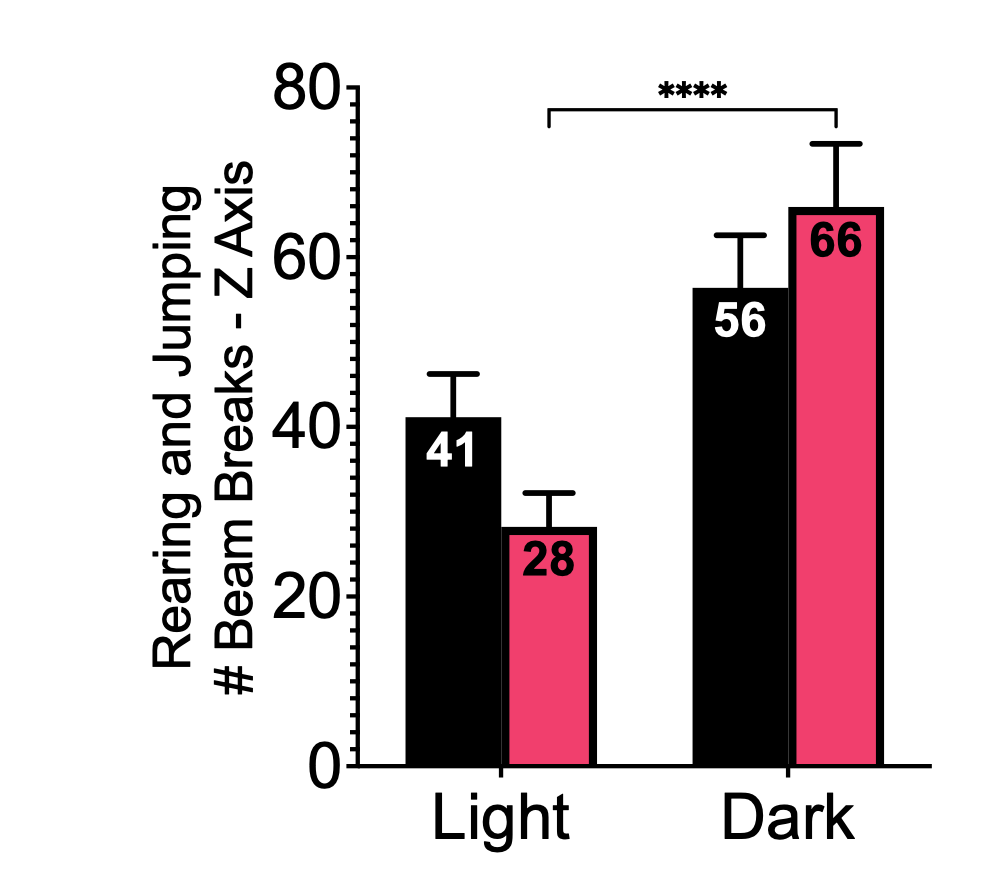 Rearing and Jumping
# Beam Breaks - Z Axis
80
60
40
20
0
****
41
28
56
66
Light
Dark